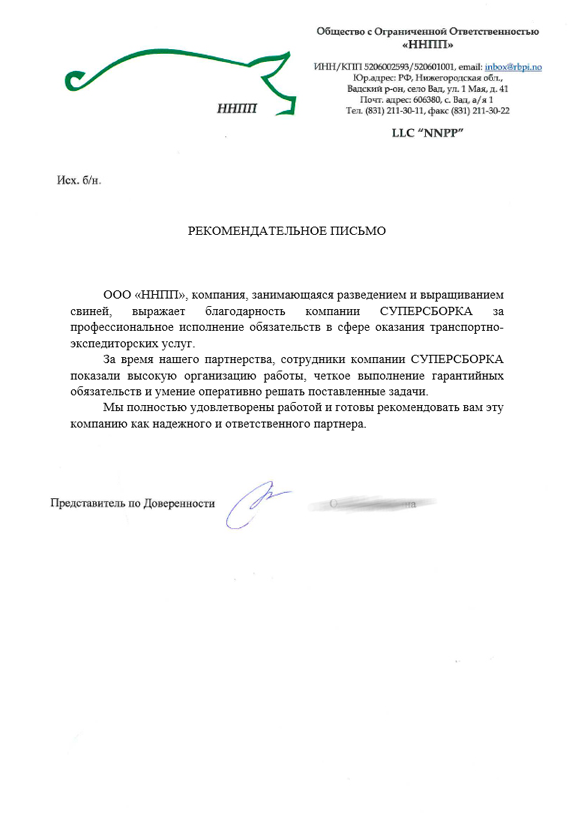 ННПП
Общество с Ограниченной Ответственностью
«ННПП»
ИНН/КПП 5206002593/520601001, email: inbox@rbpi.no
Юр.адрес: РФ, Нижегородская обл.,
Вадский р-он, село Вад, ул. 1 Мая, д. 41
Почт. адрес: 606380, с. Вад, а/я 1
Тел. (831) 211-30-11, факс (831) 211-30-22
LLC “NNPP”
Исх. б/н.
РЕКОМЕНДАТЕЛЬНОЕ ПИСЬМО
ООО «ННПП», компания, занимающаяся разведением и выращиванием
свиней, выражает благодарность компании СУПЕРСБОРКА за
профессиональное исполнение обязательств в сфере оказания транспортно-
экспедиторских услуг.
За время нашего партнерства, сотрудники компании СУПЕРСБОРКА
показали высокую организацию работы, четкое выполнение гарантийных
обязательств и умение оперативно решать поставленные задачи.
Мы полностью удовлетворены работой и готовы рекомендовать вам эту
компанию как надежного и ответственного партнера.
Представитель по Доверенности